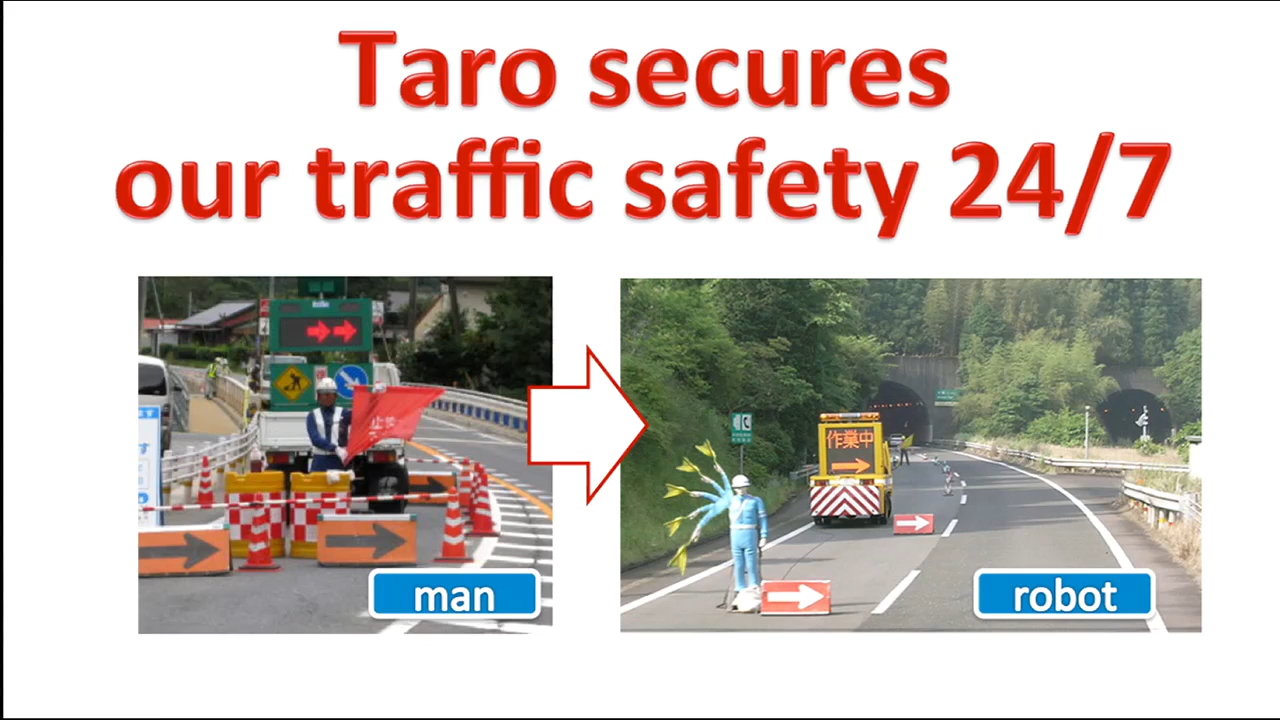 Taro secures
our traffic safety 24/7
作業中
man
robot